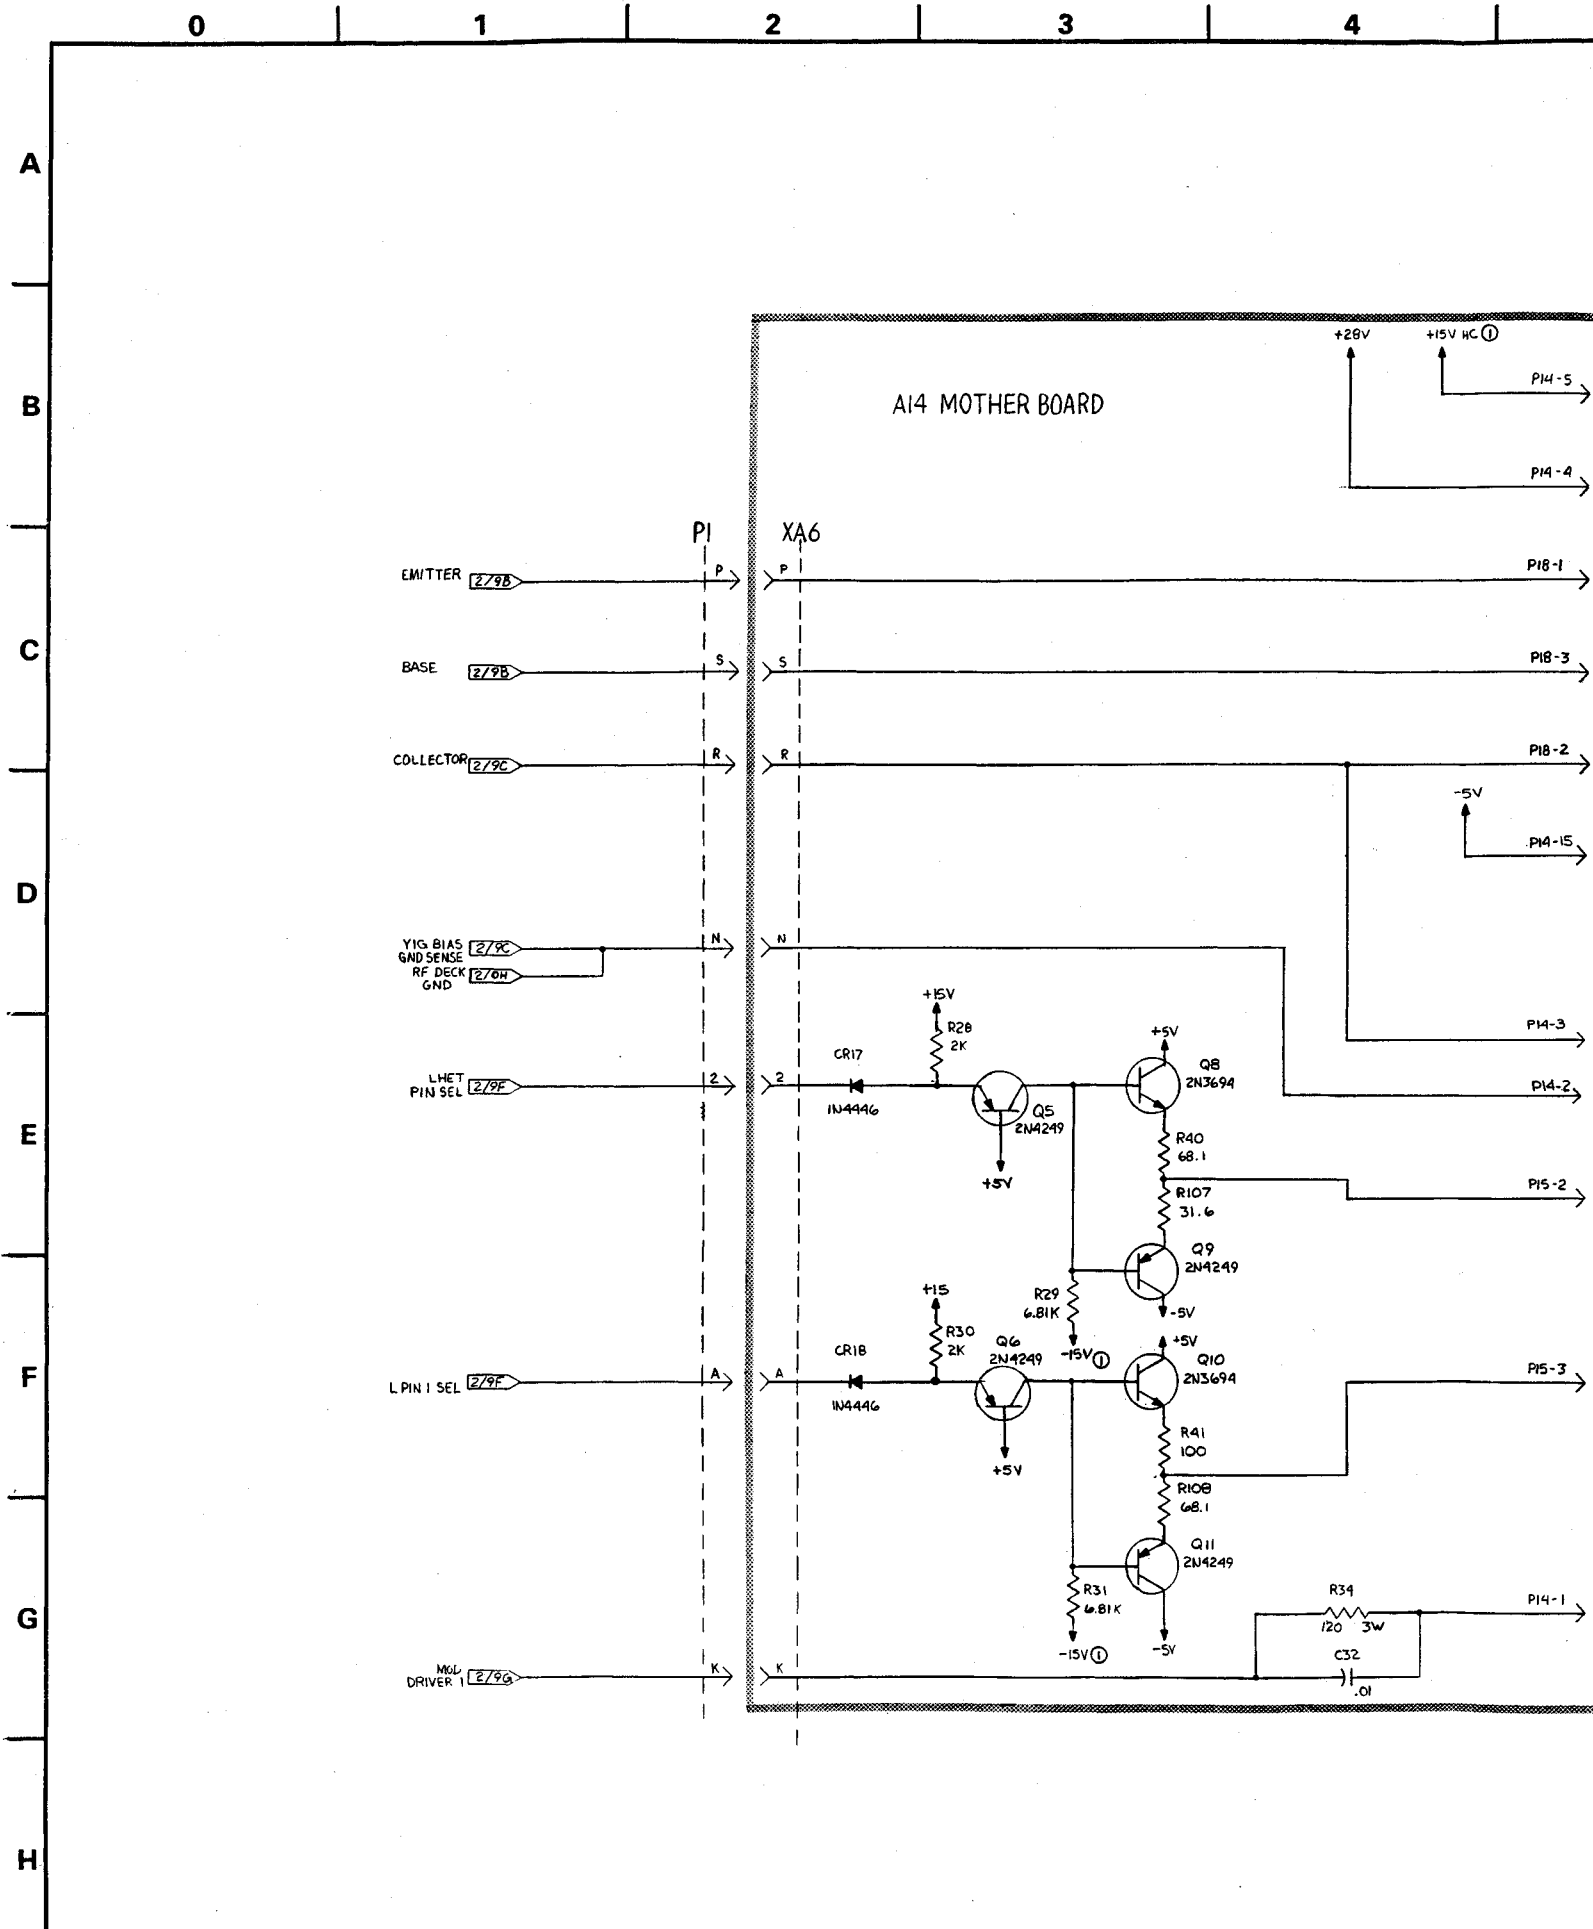 0 1 2 3 4
A
+28V +15V HC 1
P14-5
B
A14 MOTHER BOARD
P14-4
P1 XA6
EMITTER 2/9B P P P18-1
C
BASE 2/9B S S P18-3
COLLECTOR 2/9C R R P18-2
-5V
P14-15
D
YIG BIAS
GND SENSE 2/9C N N
RF DECK
GND 2/0H
+15V
R28
2K
+5V
P14-3
CR17
Q8
2N3694
L HET
PIN SEL 2/9F 2 2 P14-2
1N4446
Q5
2N4249
E
R40
68.1
+5V
P15-2
R107
31.6
Q9
2N4249
+15
R29
6.81K
-5V
R30
2K
Q6
2N4249
-15V 1
+5V
CR18
Q10
2N3694
F
L PIN 1 SEL 2/9F A A P15-3
1N4446
R41
100
+5V
R108
68.1
Q11
2N4249
R31
6.81K
R34
120 3W
P14-1
G
-15V 1
-5V
C32
.01
MOD
DRIVER 1 2/9G K K
H